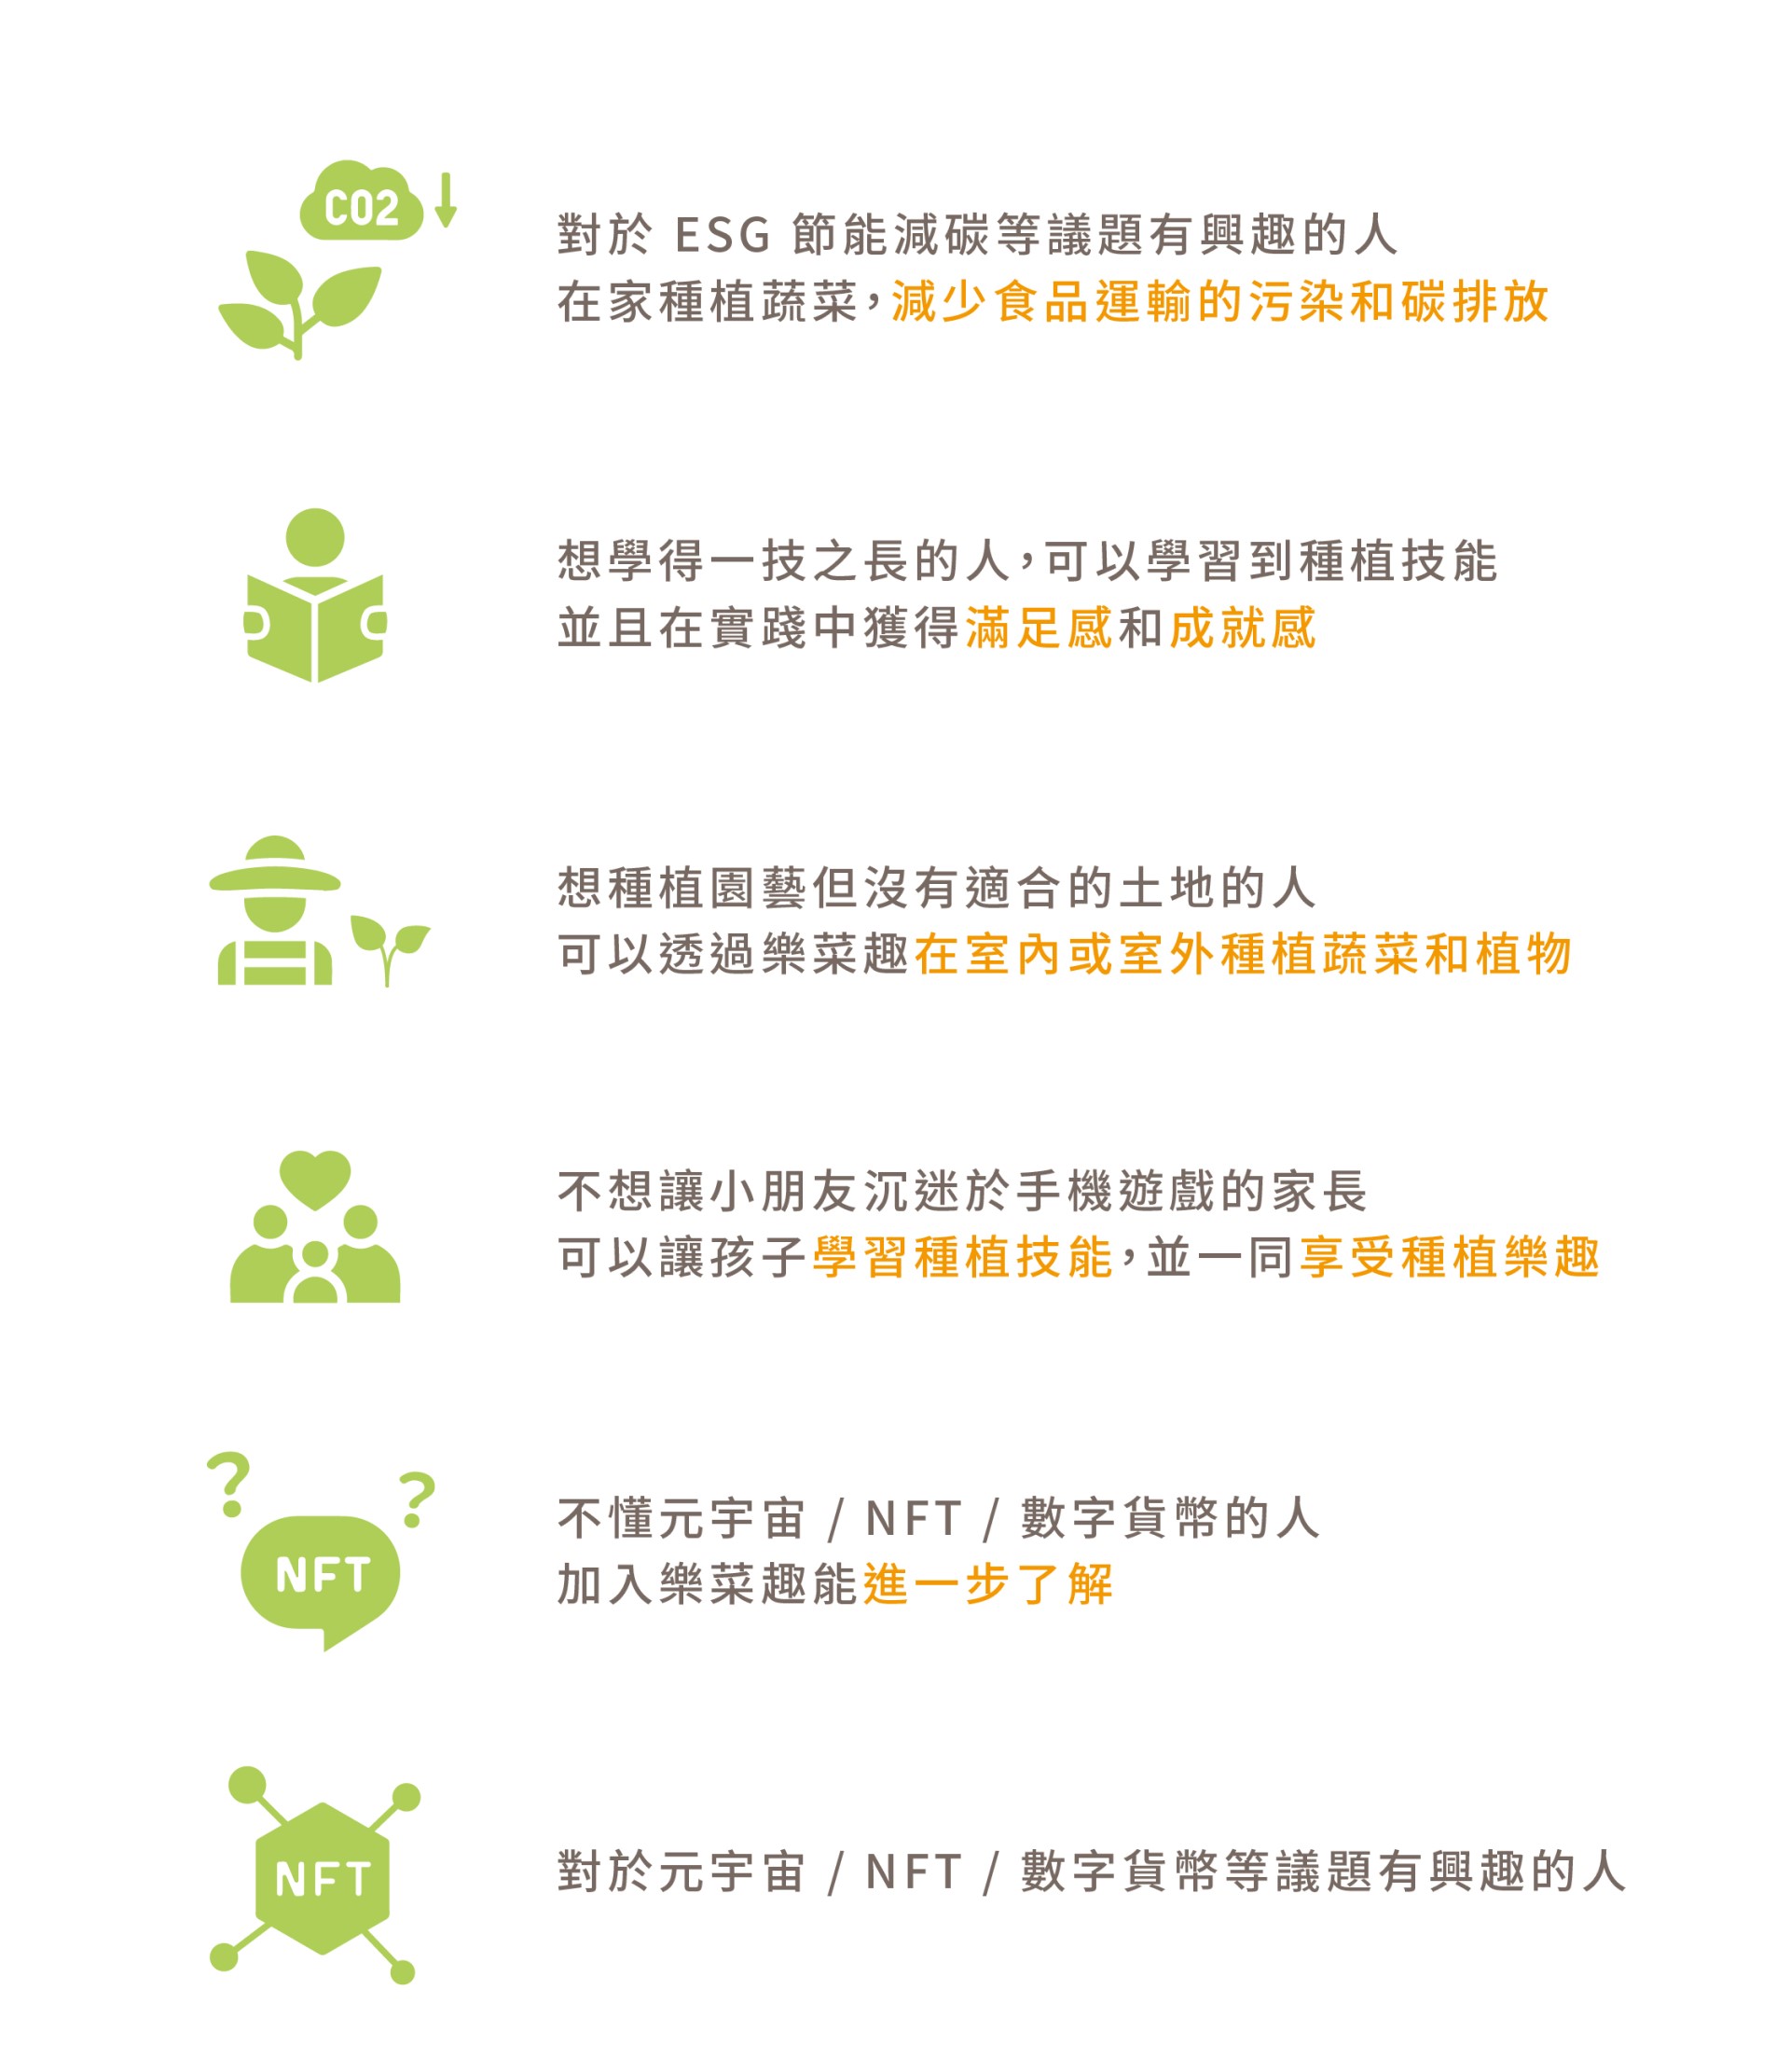 CO2
對於 ESG 節能減碳等議題有興趣的人
在家種植蔬菜，減少食品運輸的污染和碳排放
想學得一技之長的人，可以學習到種植技能
並且在實踐中獲得滿足感和成就感
想種植園藝但沒有適合的土地的人
可以透過樂菜趣在室內或室外種植蔬菜和植物
不想讓小朋友沉迷於手機遊戲的家長
可以讓孩子學習種植技能，並一同享受種植樂趣
? ?
NFT
不懂元宇宙 / NFT / 數字貨幣的人
加入樂菜趣能進一步了解
NFT
對於元宇宙 / NFT / 數字貨幣等議題有興趣的人